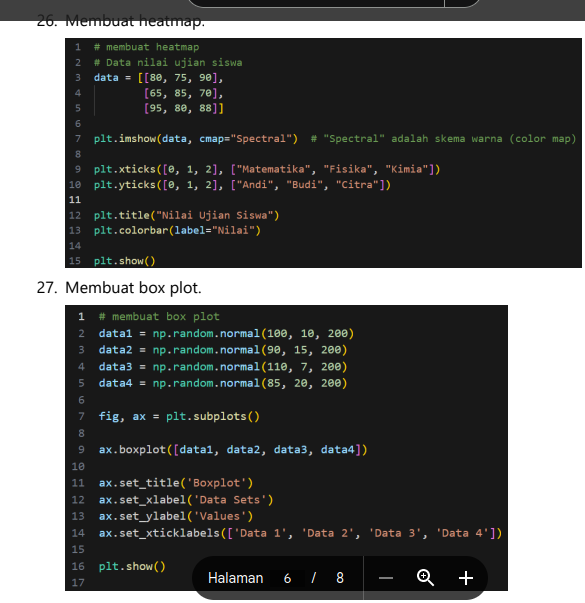 26. Membuat heatmap.
1 # membuat heatmap
2 # Data nilai ujian siswa
3 data = [[80, 75, 90],
4 [65, 85, 70],
5 [95, 80, 88]]
6
7 plt.imshow(data, cmap="Spectral") # "Spectral" adalah skema warna (color map)
8
9 plt.xticks([0, 1, 2], ["Matematika", "Fisika", "Kimia"])
10 plt.yticks([0, 1, 2], ["Andi", "Budi", "Citra"])
11
12 plt.title("Nilai Ujian Siswa")
13 plt.colorbar(label="Nilai")
14
15 plt.show()
27. Membuat box plot.
1 # membuat box plot
2 data1 = np.random.normal(100, 10, 200)
3 data2 = np.random.normal(90, 15, 200)
4 data3 = np.random.normal(110, 7, 200)
5 data4 = np.random.normal(85, 20, 200)
6
7 fig, ax = plt.subplots()
8
9 ax.boxplot([data1, data2, data3, data4])
10
11 ax.set_title('Boxplot')
12 ax.set_xlabel('Data Sets')
13 ax.set_ylabel('Values')
14 ax.set_xticklabels(['Data 1', 'Data 2', 'Data 3', 'Data 4'])
15
16 plt.show()
17
Halaman 6 / 8